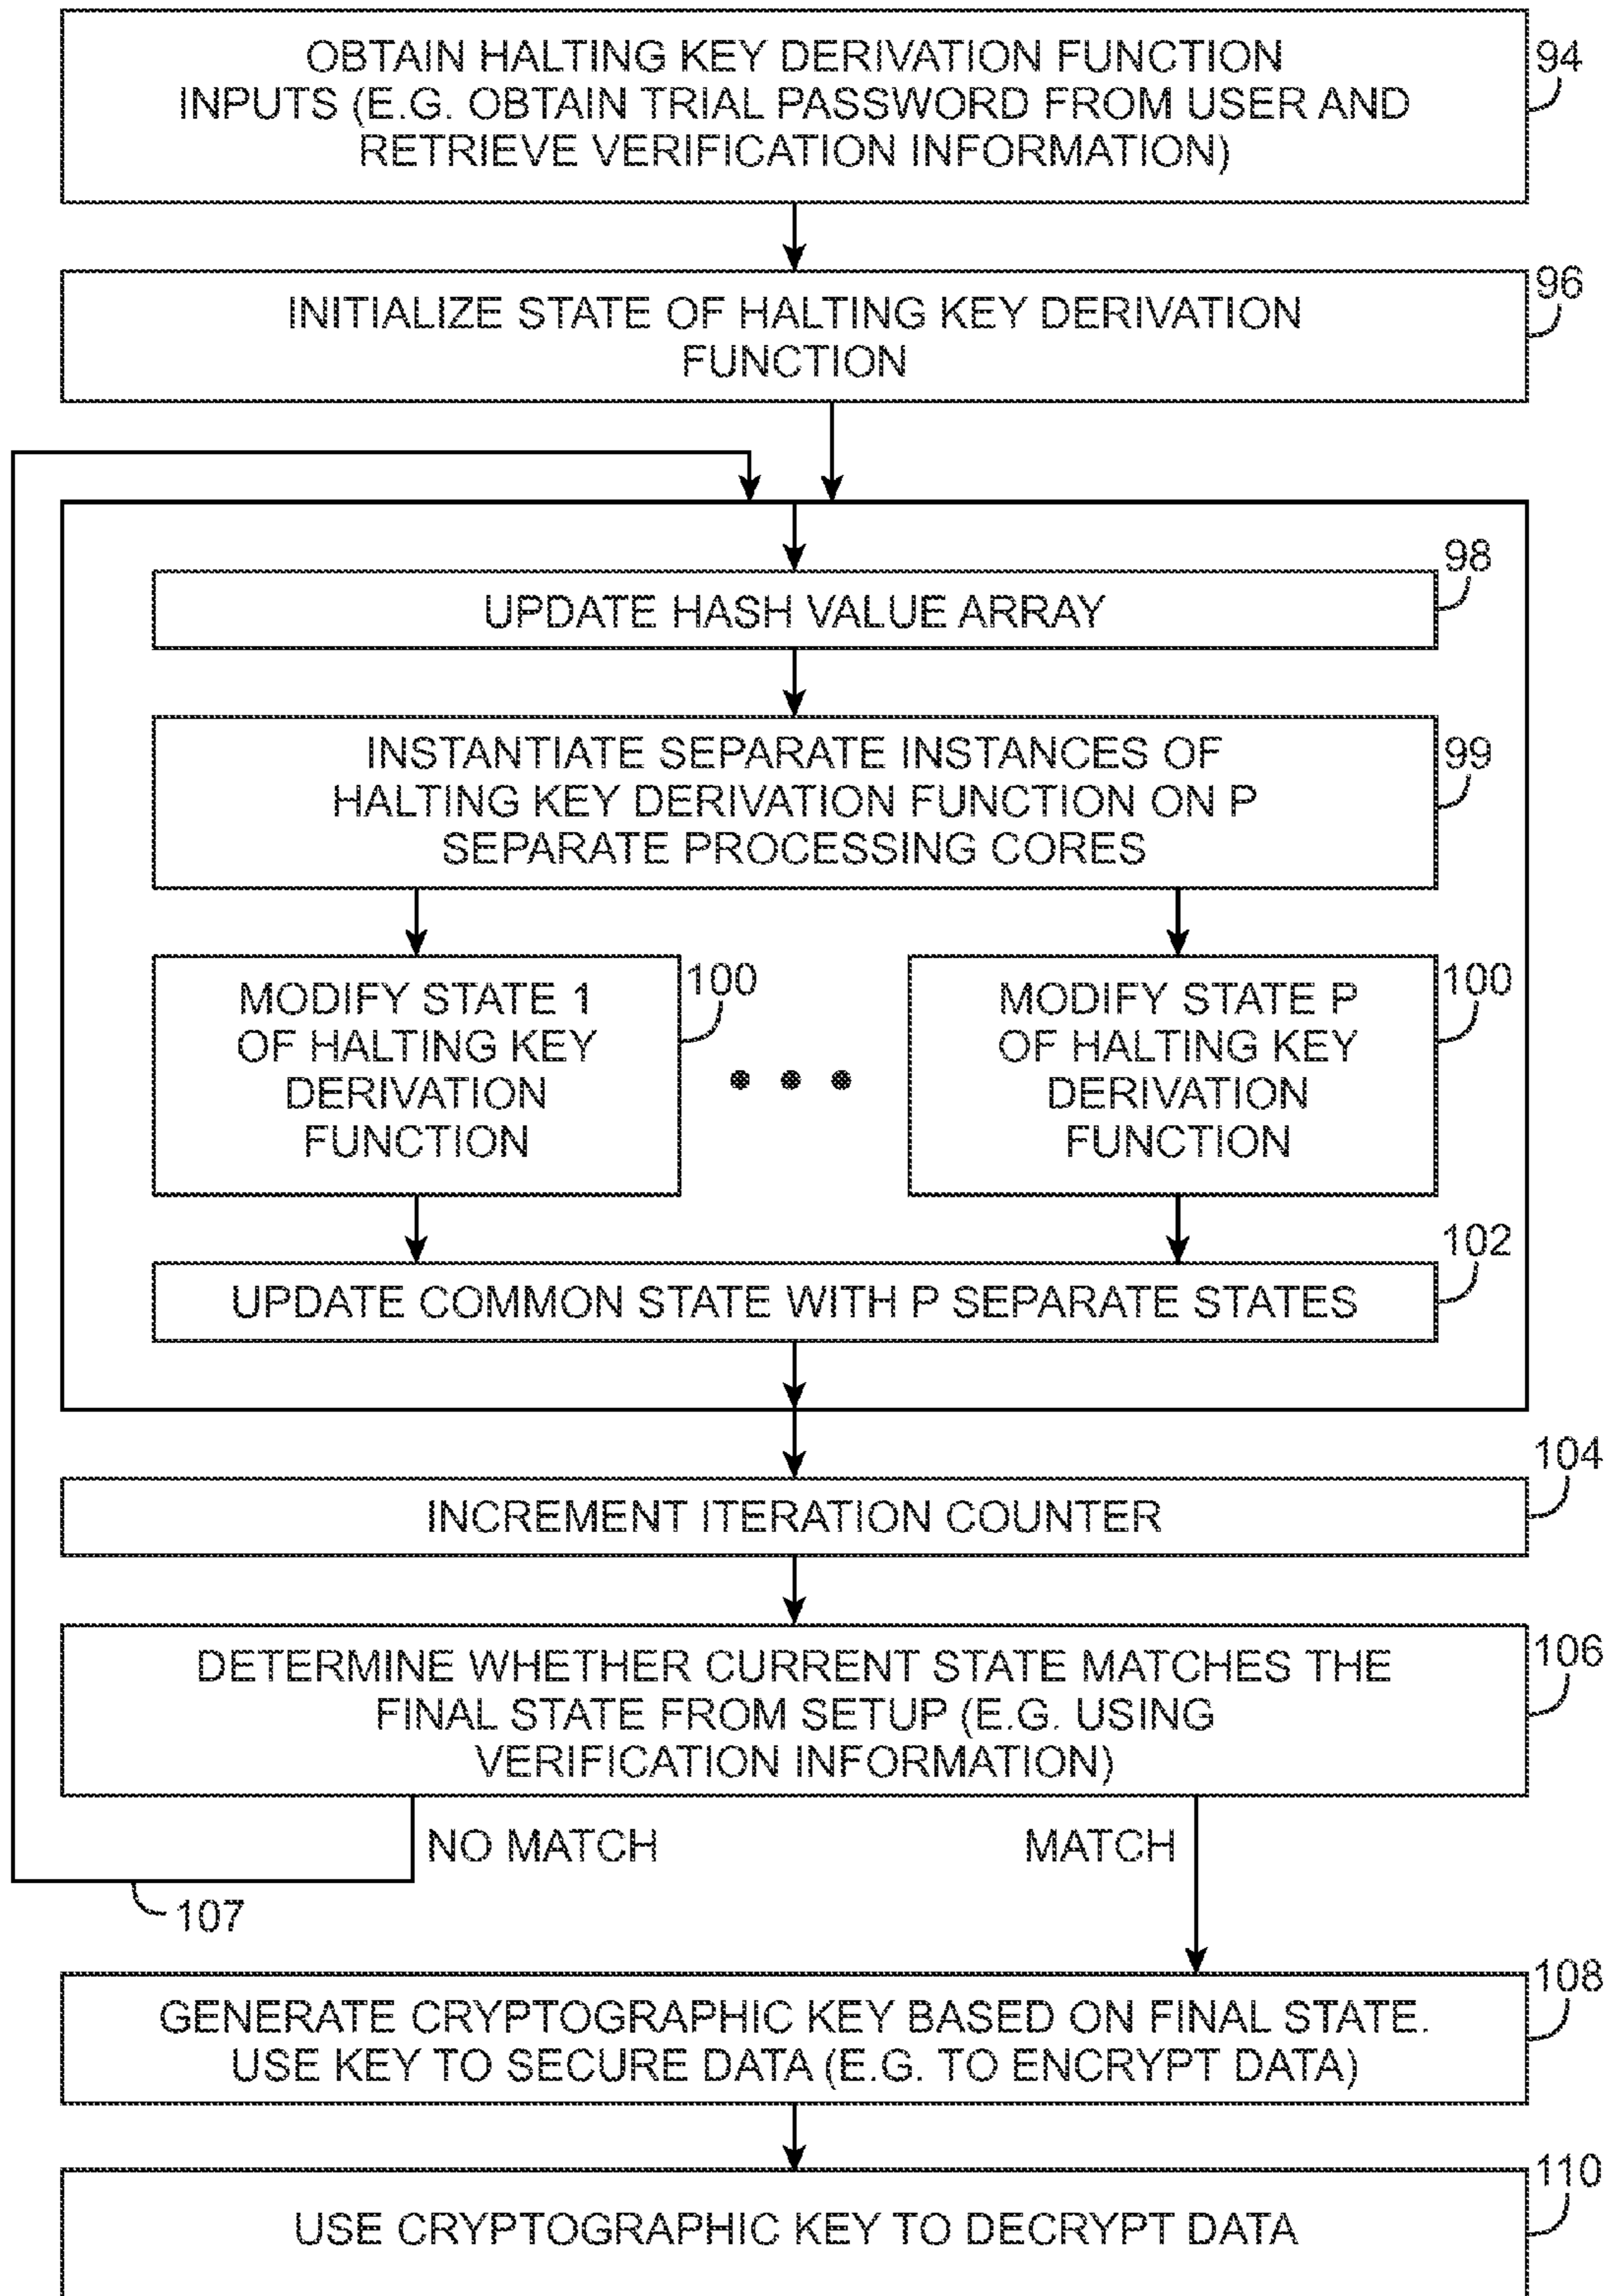 OBTAIN HALTING KEY DERIVATION FUNCTION
INPUTS (E.G. OBTAIN TRIAL PASSWORD FROM USER AND
RETRIEVE VERIFICATION INFORMATION)
94
INITIALIZE STATE OF HALTING KEY DERIVATION
FUNCTION
96
UPDATE HASH VALUE ARRAY
98
INSTANTIATE SEPARATE INSTANCES OF
HALTING KEY DERIVATION FUNCTION ON P
SEPARATE PROCESSING CORES
99
MODIFY STATE 1
OF HALTING KEY
DERIVATION
FUNCTION
100
• • •
MODIFY STATE P
OF HALTING KEY
DERIVATION
FUNCTION
100
UPDATE COMMON STATE WITH P SEPARATE STATES
102
INCREMENT ITERATION COUNTER
104
DETERMINE WHETHER CURRENT STATE MATCHES THE
FINAL STATE FROM SETUP (E.G. USING
VERIFICATION INFORMATION)
106
NO MATCH
MATCH
107
GENERATE CRYPTOGRAPHIC KEY BASED ON FINAL STATE.
USE KEY TO SECURE DATA (E.G. TO ENCRYPT DATA)
108
USE CRYPTOGRAPHIC KEY TO DECRYPT DATA
110